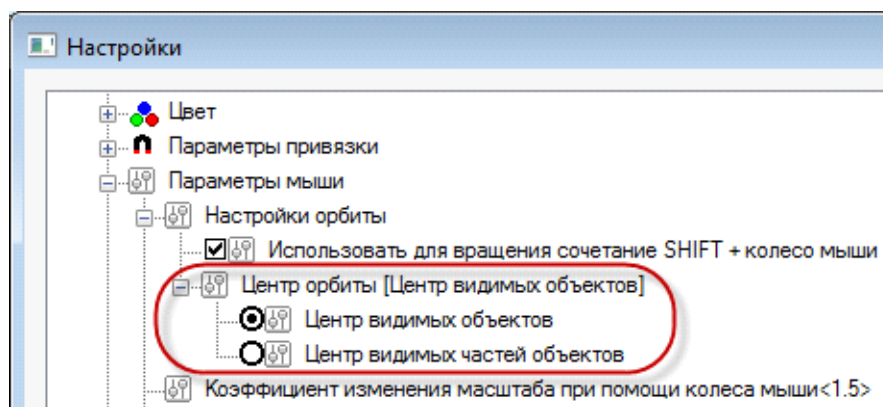 Настройки
Цвет
Параметры привязки
Параметры мыши
Настройки орбиты
Использовать для вращения сочетание SHIFT + колесо мыши
Центр орбиты [Центр видимых объектов]
Центр видимых объектов
Центр видимых частей объектов
Коэффициент изменения масштаба при помощи колеса мыши<1.5>